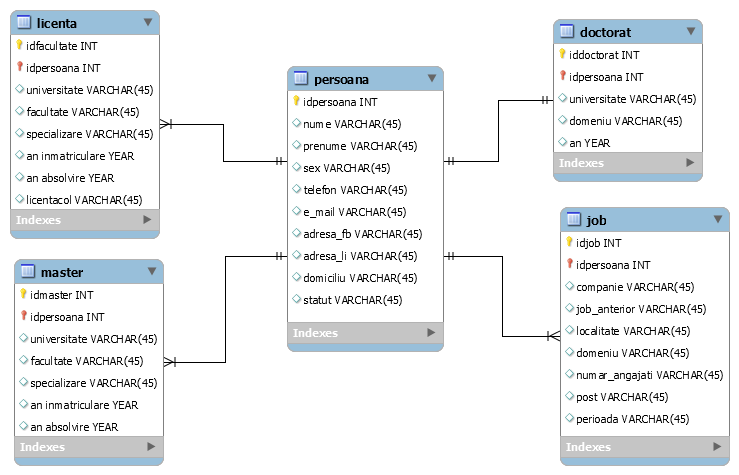 licenta
idfacultate INT
idpersoana INT
universitate VARCHAR(45)
facultate VARCHAR(45)
specializare VARCHAR(45)
an inmatriculare YEAR
an absolvire YEAR
licentacol VARCHAR(45)
Indexes
master
idmaster INT
idpersoana INT
universitate VARCHAR(45)
facultate VARCHAR(45)
specializare VARCHAR(45)
an inmatriculare YEAR
an absolvire YEAR
Indexes
persoana
idpersoana INT
nume VARCHAR(45)
prenume VARCHAR(45)
sex VARCHAR(45)
telefon VARCHAR(45)
e_mail VARCHAR(45)
adresa_fb VARCHAR(45)
adresa_li VARCHAR(45)
domiciliu VARCHAR(45)
statut VARCHAR(45)
Indexes
doctorat
iddoctorat INT
idpersoana INT
universitate VARCHAR(45)
domeniu VARCHAR(45)
an YEAR
Indexes
job
idjob INT
idpersoana INT
companie VARCHAR(45)
job_anterior VARCHAR(45)
localitate VARCHAR(45)
domeniu VARCHAR(45)
numar_angajati VARCHAR(45)
post VARCHAR(45)
perioada VARCHAR(45)
Indexes